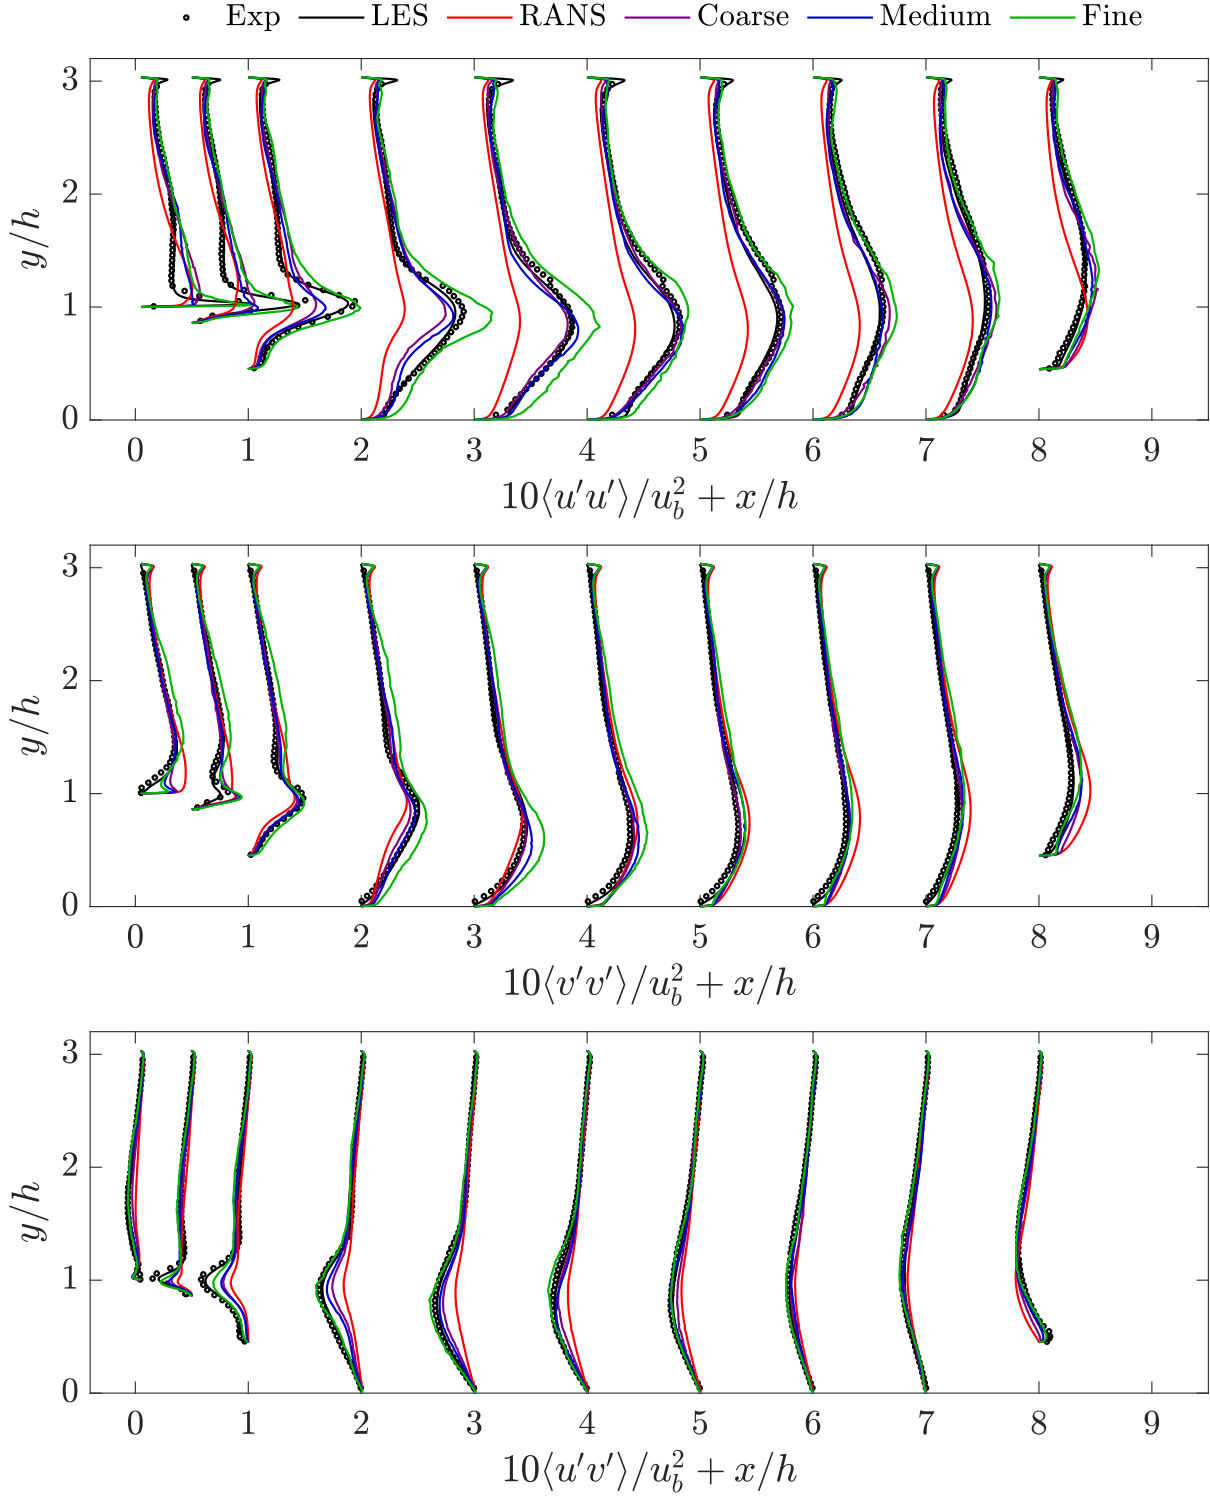 Exp LES RANS Coarse Medium Fine
3
2
1
0
y/h
0 1 2 3 4 5 6 7 8 9
10⟨u′u′⟩/u_b^2 + x/h
3
2
1
0
y/h
0 1 2 3 4 5 6 7 8 9
10⟨v′v′⟩/u_b^2 + x/h
3
2
1
0
y/h
0 1 2 3 4 5 6 7 8 9
10⟨u′v′⟩/u_b^2 + x/h